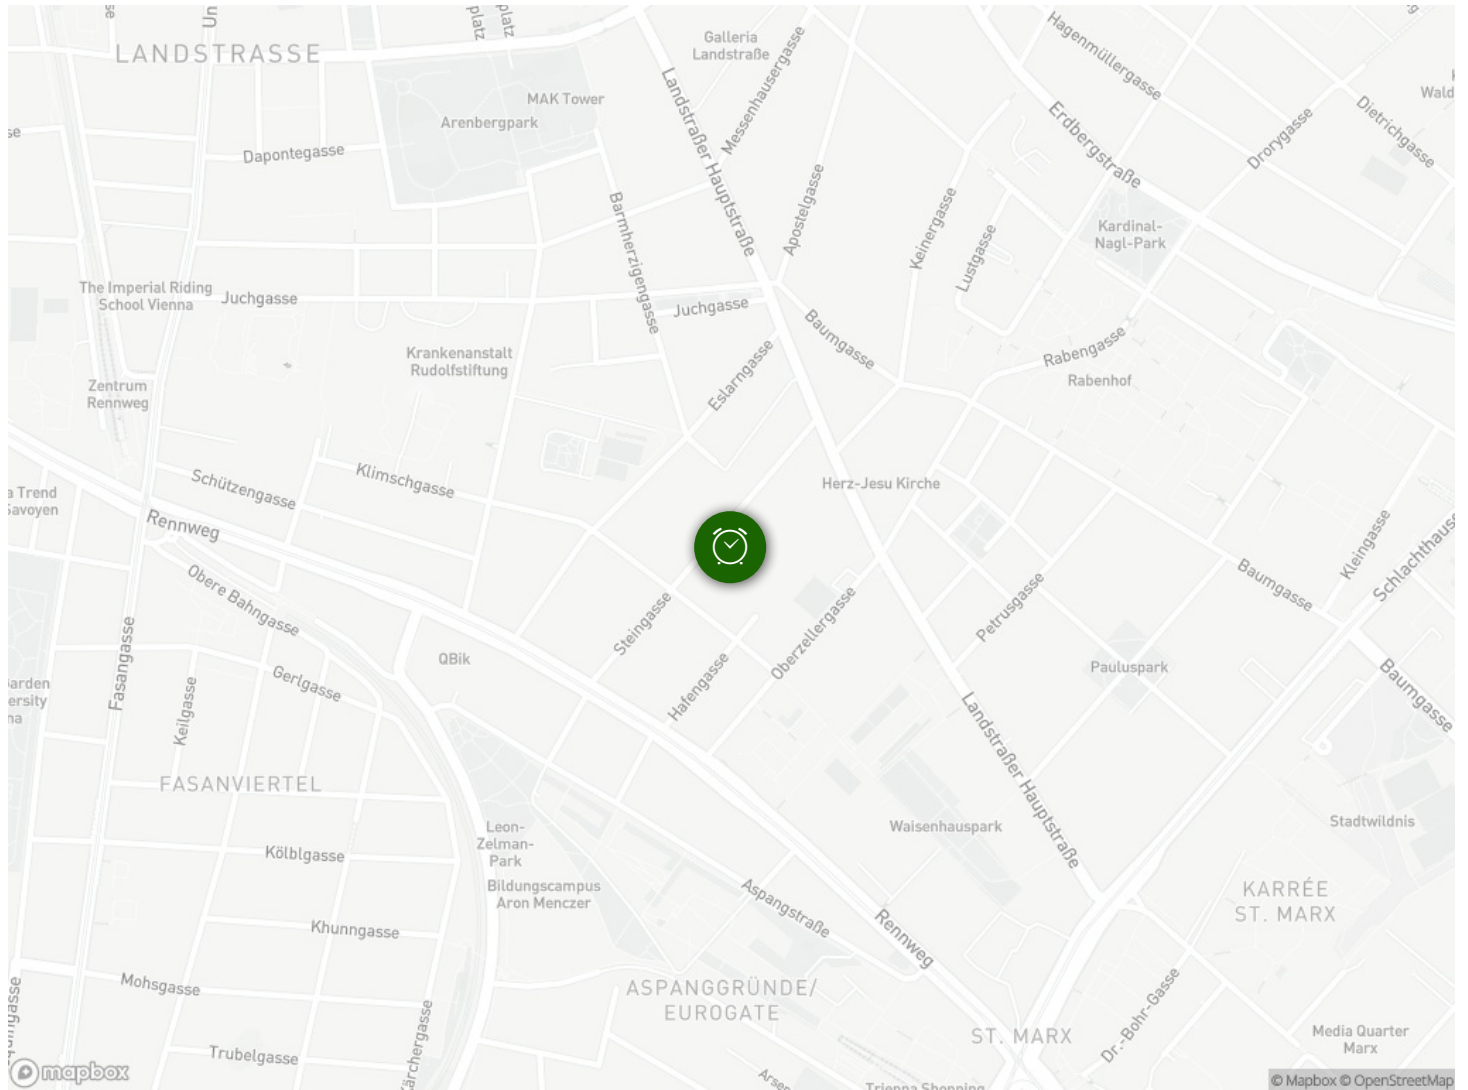 LANDSTRASSE
Galleria
Landstraße
Hagenmüllergasse
MAK Tower
Arenbergpark
Landstraßer Hauptstraße
Messenhausergasse
Erdbergstraße
Dietrichgasse
Drorygasse
Dapontegasse
Barmherzigengasse
Apostelgasse
Keinergasse
Lustgasse
Kardinal-
Nagl-Park
The Imperial Riding
School Vienna
Juchgasse
Juchgasse
Baumgasse
Krankenanstalt
Rudolfstiftung
Eslarngasse
Rabengasse
Rabenhof
Zentrum
Rennweg
Klimschgasse
Schützengasse
Herz-Jesu Kirche
a Trend
Savoyen
Rennweg
Kleingasse
Schlachthaus
Obere Bahngasse
Baumgasse
Steingasse
Petrusgasse
Oberzellergasse
Fasangasse
QBik
Gerlgasse
Hafengasse
Pauluspark
Keilgasse
Baumgasse
Landstraßer Hauptstraße
FASANVIERTEL
Leon-
Zelman-
Park
Waisenhauspark
Stadtwildnis
Kölblgasse
Bildungscampus
Aron Menczer
KARRÉE
ST. MARX
Aspangstraße
Rennweg
Khunngasse
Mohsgasse
ASPANGGRÜNDE/
EUROGATE
ST. MARX
Dr.-Bohr-Gasse
Media Quarter
Marx
Trubelgasse
Kärchergasse
mapbox
© Mapbox © OpenStreetMap